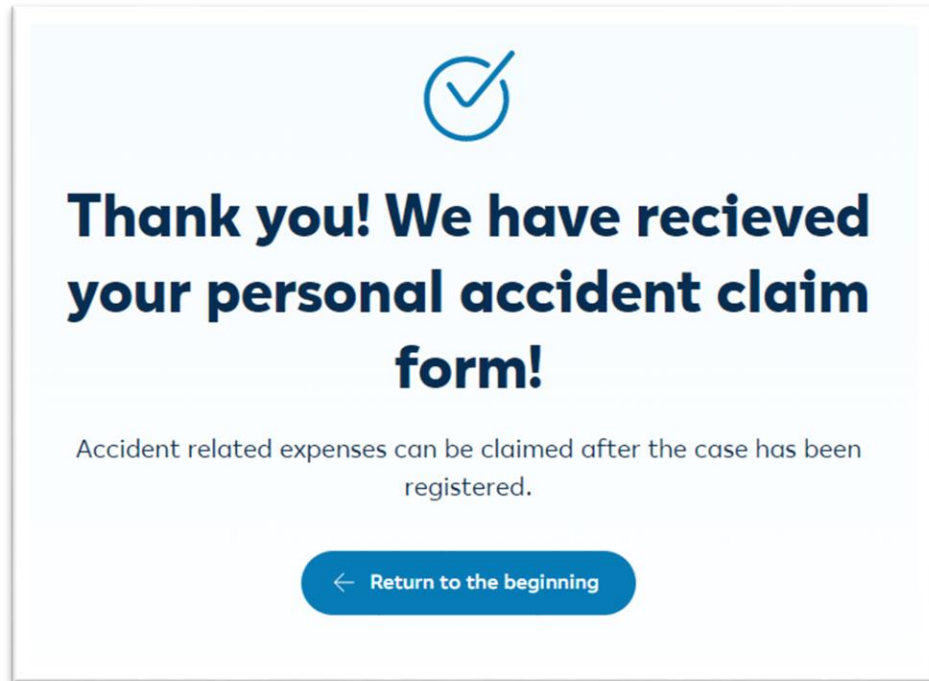 Thank you! We have recieved
your personal accident claim
form!
Accident related expenses can be claimed after the case has been
registered.
← Return to the beginning